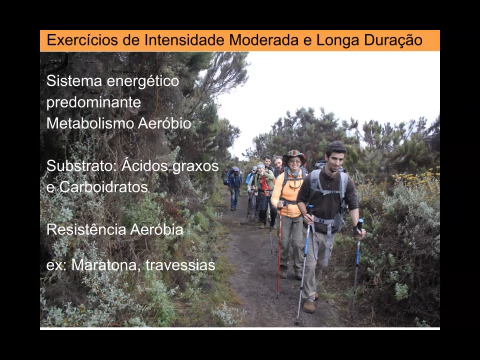 Exercícios de Intensidade Moderada e Longa Duração
Sistema energético
predominante
Metabolismo Aeróbio
Substrato: Ácidos graxos
e Carboidratos
Resistência Aeróbia
ex: Maratona, travessias